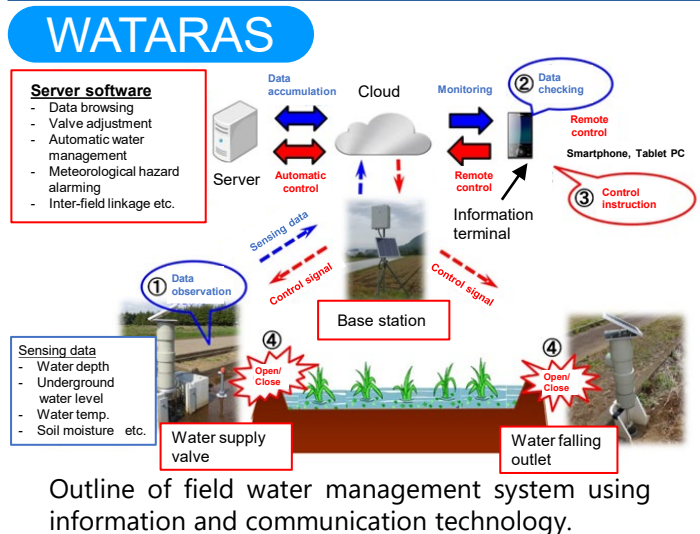 WATARAS
Server software
- Data browsing
- Valve adjustment
- Automatic water
management
- Meteorological hazard
alarming
- Inter-field linkage etc.
Server
Data
accumulation
Automatic
control
Cloud
Monitoring
Remote
control
② Data
checking
Remote
control
Smartphone, Tablet PC
③ Control
instruction
Information
terminal
Sensing data
Control signal
Control signal
Base station
① Data
observation
Sensing data
- Water depth
- Underground
water level
- Water temp.
- Soil moisture etc.
④
Open/
Close
④
Open/
Close
Water supply
valve
Water falling
outlet
Outline of field water management system using
information and communication technology.